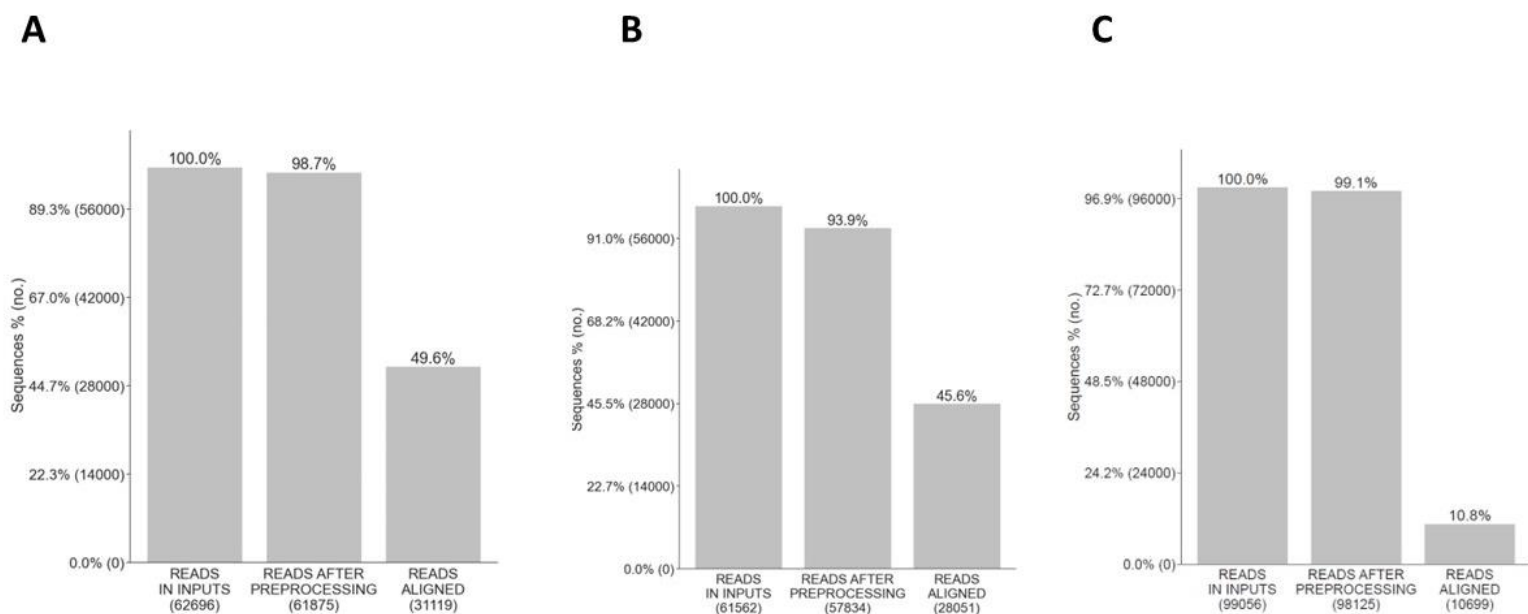 A
B
C
Sequences % (no.)
89.3% (56000)
67.0% (42000)
44.7% (28000)
22.3% (14000)
0.0% (0)
100.0%
98.7%
49.6%
READS
IN INPUTS
(62696)
READS AFTER
PREPROCESSING
(61875)
READS
ALIGNED
(31119)
Sequences % (no.)
91.0% (56000)
68.2% (42000)
45.5% (28000)
22.7% (14000)
0.0% (0)
100.0%
93.9%
45.6%
READS
IN INPUTS
(61562)
READS AFTER
PREPROCESSING
(57834)
READS
ALIGNED
(28051)
Sequences % (no.)
96.9% (96000)
72.7% (72000)
48.5% (48000)
24.2% (24000)
0.0% (0)
100.0%
99.1%
10.8%
READS
IN INPUTS
(99056)
READS AFTER
PREPROCESSING
(98125)
READS
ALIGNED
(10699)